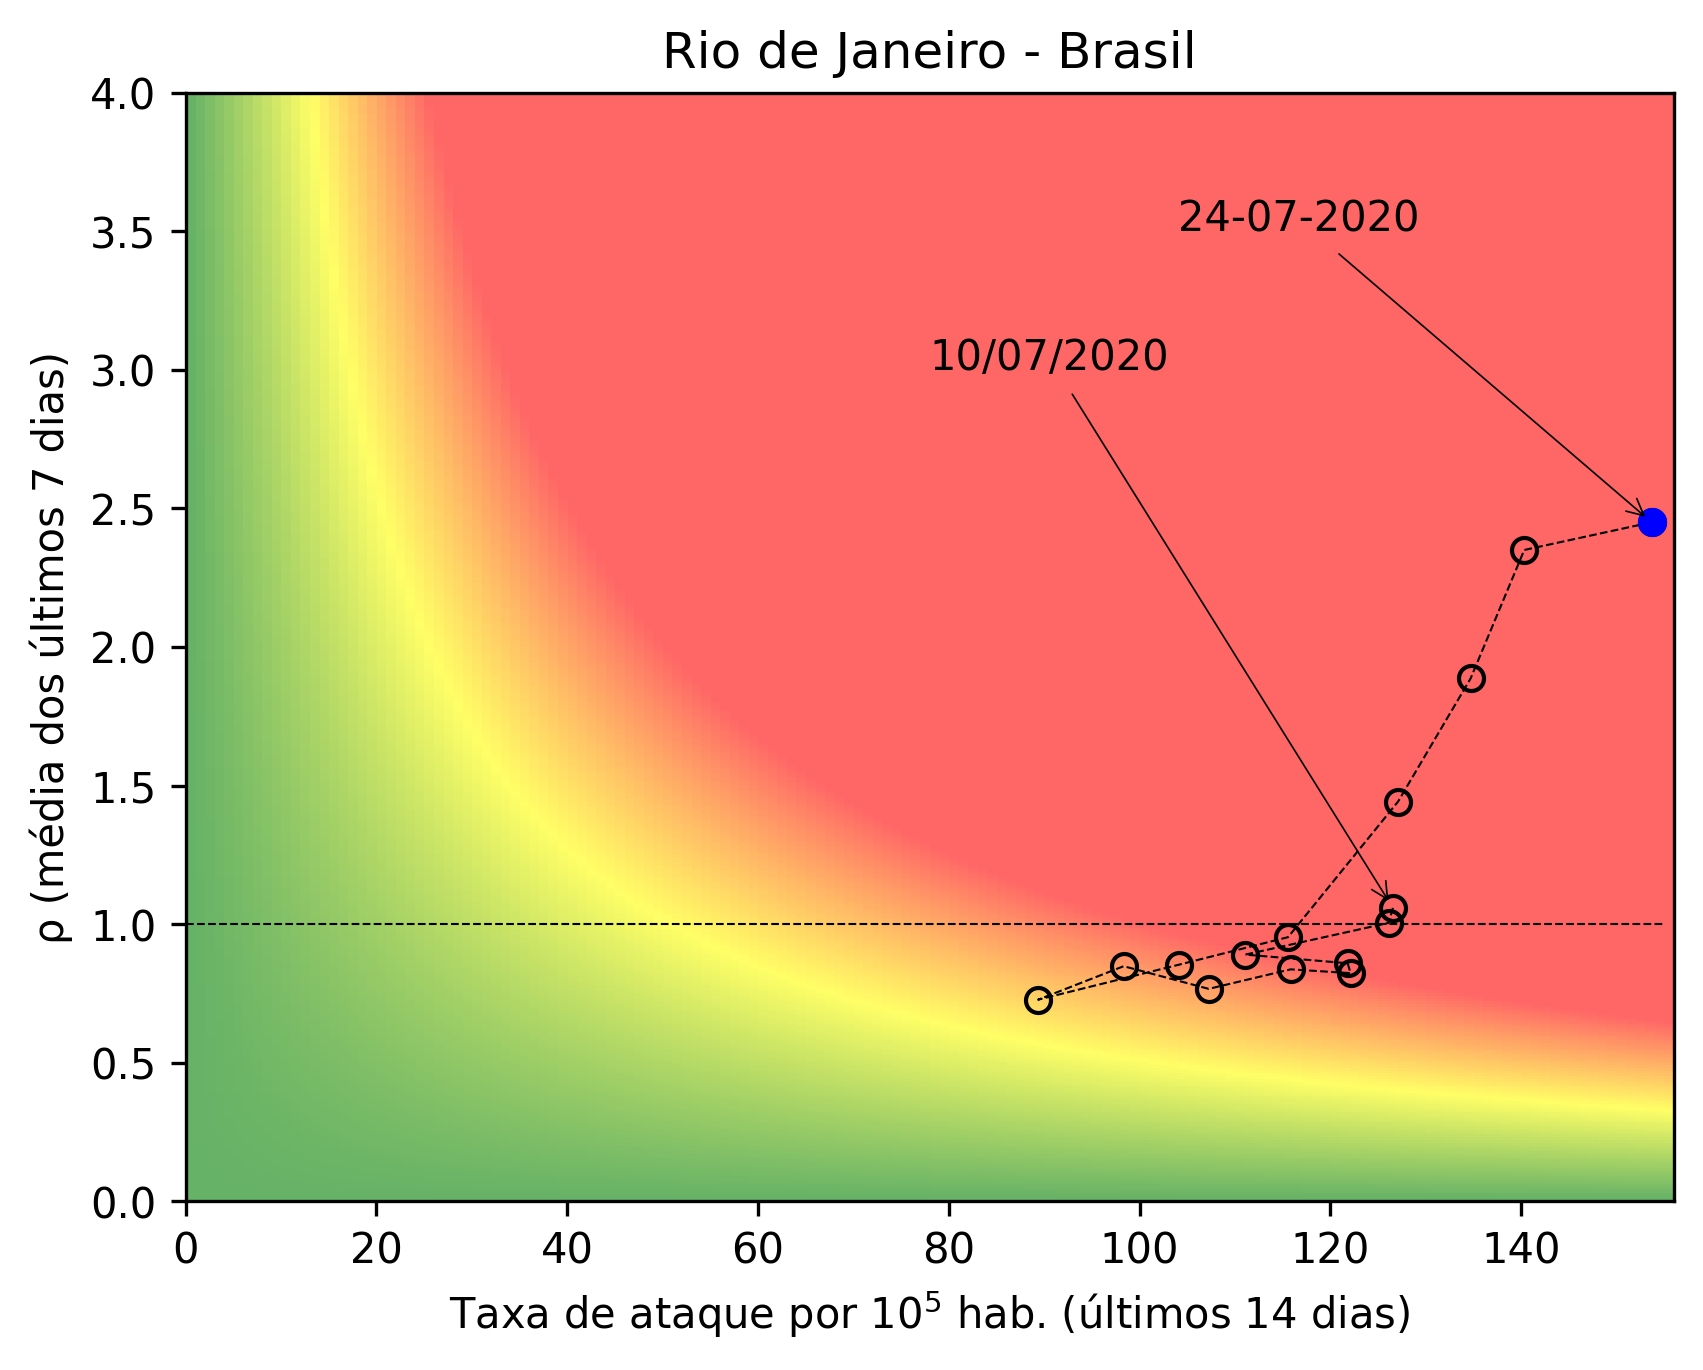 Rio de Janeiro - Brasil
4.0
3.5
3.0
2.5
2.0
1.5
1.0
0.5
0.0
ρ (média dos últimos 7 dias)
24-07-2020
10/07/2020
0 20 40 60 80 100 120 140
Taxa de ataque por 10⁵ hab. (últimos 14 dias)